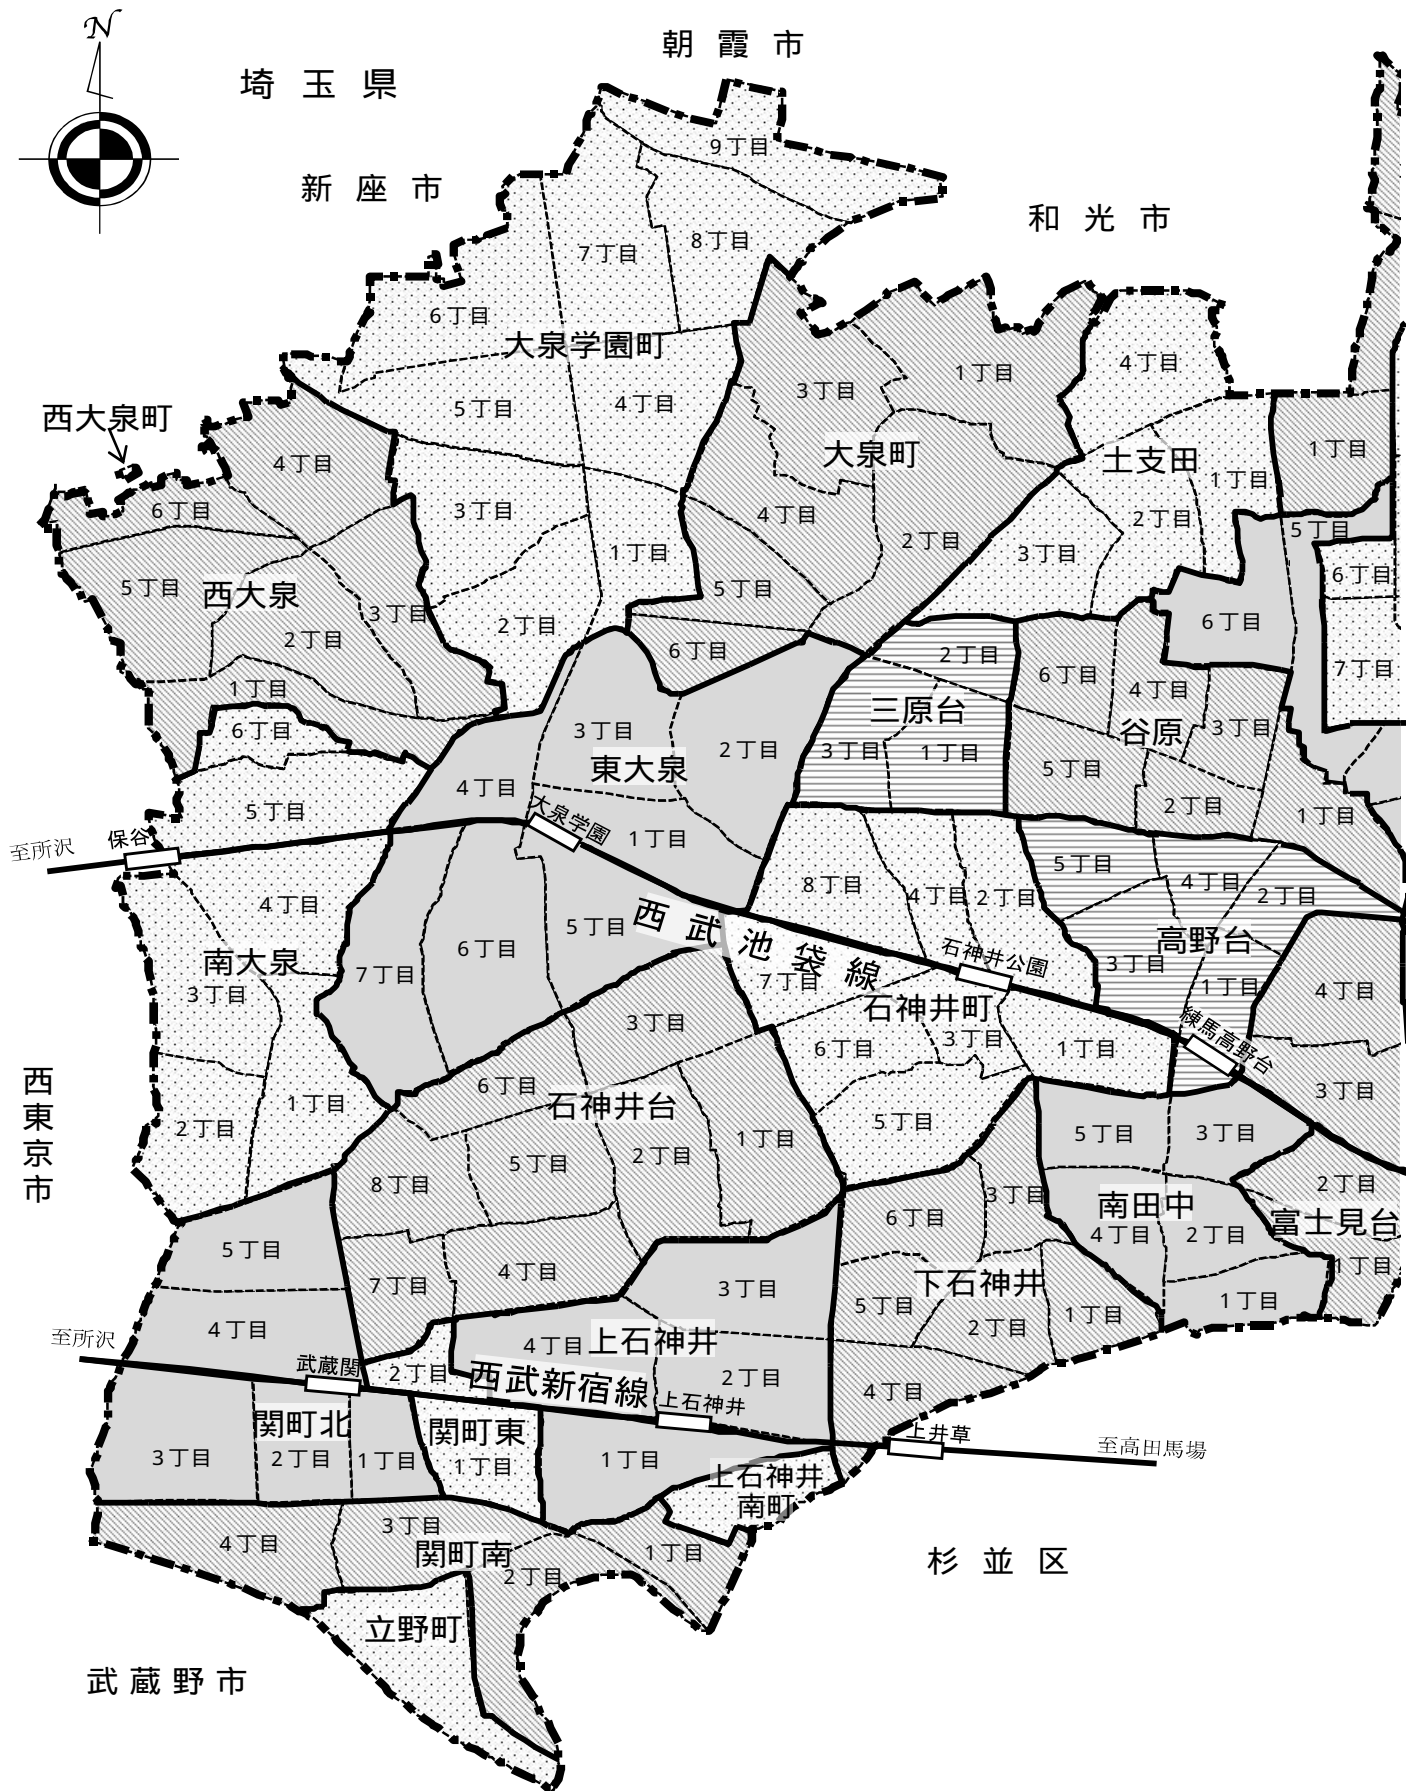 N
朝霞市
埼玉県
新座市
和光市
9丁目
7丁目
8丁目
6丁目
大泉学園町
5丁目
4丁目
3丁目
1丁目
2丁目
3丁目
1丁目
大泉町
4丁目
2丁目
5丁目
6丁目
4丁目
土支田
1丁目
2丁目
3丁目
1丁目
5丁目
6丁目
6丁目
7丁目
西大泉町
4丁目
6丁目
5丁目
西大泉
3丁目
2丁目
1丁目
6丁目
5丁目
4丁目
南大泉
3丁目
1丁目
2丁目
3丁目
東大泉
2丁目
4丁目
1丁目
5丁目
6丁目
7丁目
2丁目
三原台
3丁目
1丁目
6丁目
4丁目
3丁目
谷原
5丁目
2丁目
1丁目
至所沢
保谷
大泉学園
西武池袋線
石神井公園
練馬高野台
8丁目
4丁目
2丁目
7丁目
石神井町
6丁目
3丁目
1丁目
5丁目
5丁目
4丁目
2丁目
高野台
3丁目
1丁目
4丁目
3丁目
2丁目
富士見台
1丁目
5丁目
3丁目
南田中
4丁目
2丁目
1丁目
3丁目
6丁目
石神井台
5丁目
2丁目
1丁目
8丁目
7丁目
4丁目
3丁目
6丁目
下石神井
5丁目
2丁目
1丁目
4丁目
西東京市
5丁目
4丁目
関町北
3丁目
2丁目
1丁目
至所沢
武蔵関
西武新宿線
上石神井
上井草
至高田馬場
3丁目
4丁目
上石神井
2丁目
1丁目
2丁目
関町東
1丁目
上石神井
南町
4丁目
3丁目
関町南
2丁目
1丁目
立野町
武蔵野市
杉並区